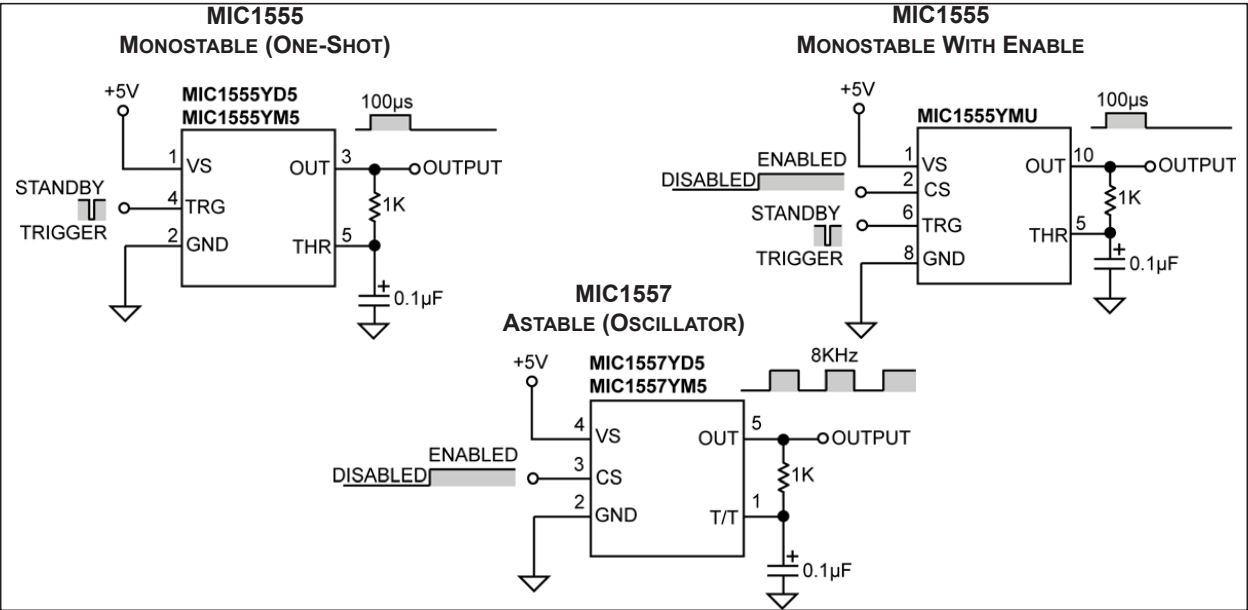 MIC1555
MONOSTABLE (ONE-SHOT)
+5V
MIC1555YD5
MIC1555YM5
100µs
1
VS
OUT
3
OUTPUT
STANDBY
4
TRG
1K
TRIGGER
2
GND
THR
5
+
0.1µF
MIC1555
MONOSTABLE WITH ENABLE
+5V
MIC1555YMU
100µs
ENABLED
1
VS
OUT
10
OUTPUT
DISABLED
2
CS
1K
STANDBY
6
TRG
THR
5
TRIGGER
8
GND
+
0.1µF
MIC1557
ASTABLE (OSCILLATOR)
+5V
MIC1557YD5
MIC1557YM5
8KHz
4
VS
OUT
5
OUTPUT
ENABLED
DISABLED
3
CS
1K
2
GND
T/T
1
+
0.1µF